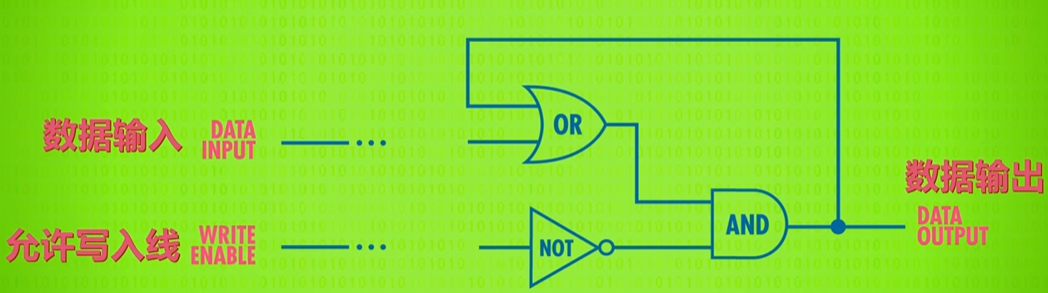 数据输入
DATA
INPUT
允许写入线
WRITE
ENABLE
OR
NOT
AND
数据输出
DATA
OUTPUT